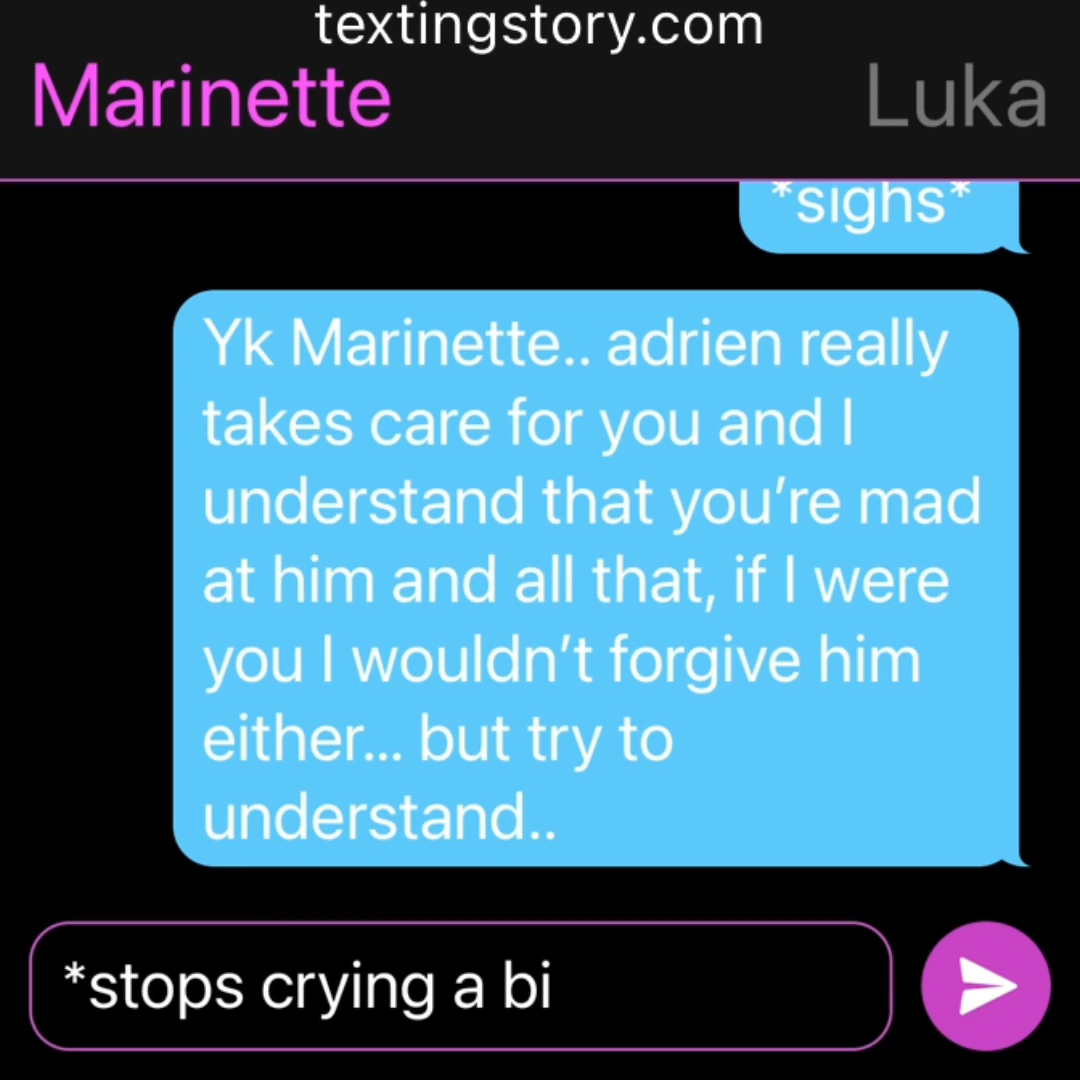 textingstory.com
Marinette
Luka
*sighs*
Yk Marinette.. adrien really
takes care for you and I
understand that you’re mad
at him and all that, if I were
you I wouldn’t forgive him
either... but try to
understand..
*stops crying a bi